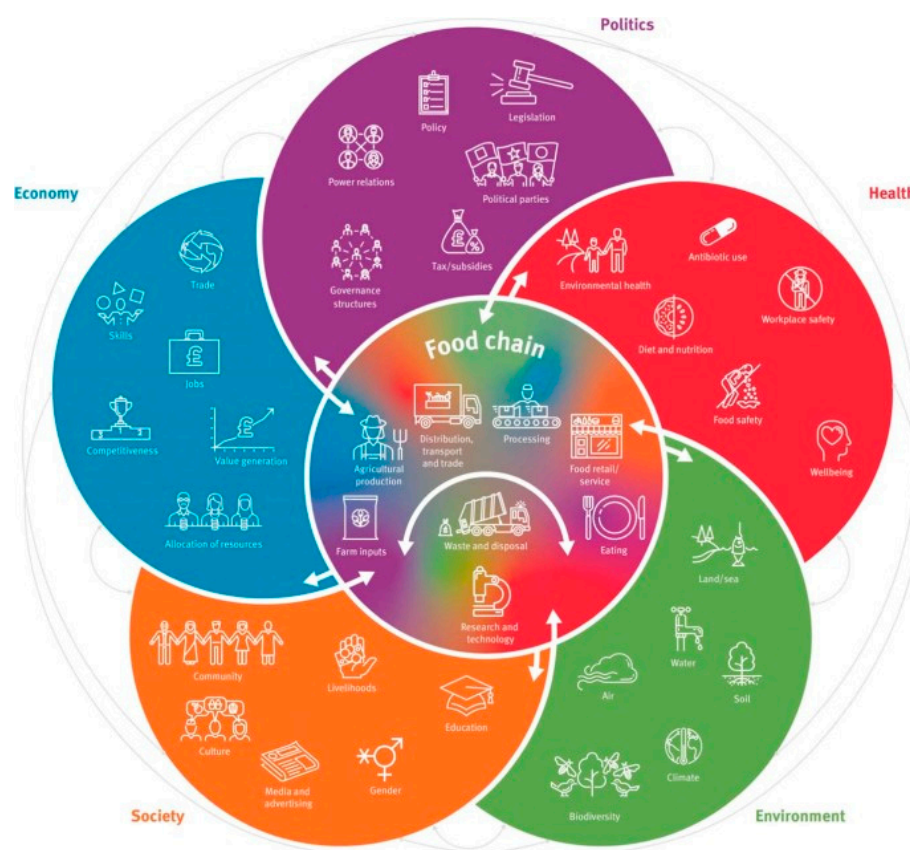 Politics
Legislation
Policy
Power relations
Political parties
Tax/subsidies
Governance
structures
Economy
Trade
Skills
Jobs
Competitiveness
Value generation
Allocation of resources
Health
Antibiotic use
Environmental health
Workplace safety
Diet and nutrition
Food safety
Wellbeing
Food chain
Distribution,
transport
and trade
Processing
Agricultural
production
Food retail/
service
Farm inputs
Waste and disposal
Eating
Research and
technology
Society
Community
Livelihoods
Education
Culture
Media and
advertising
Gender
Environment
Land/sea
Water
Soil
Air
Climate
Biodiversity